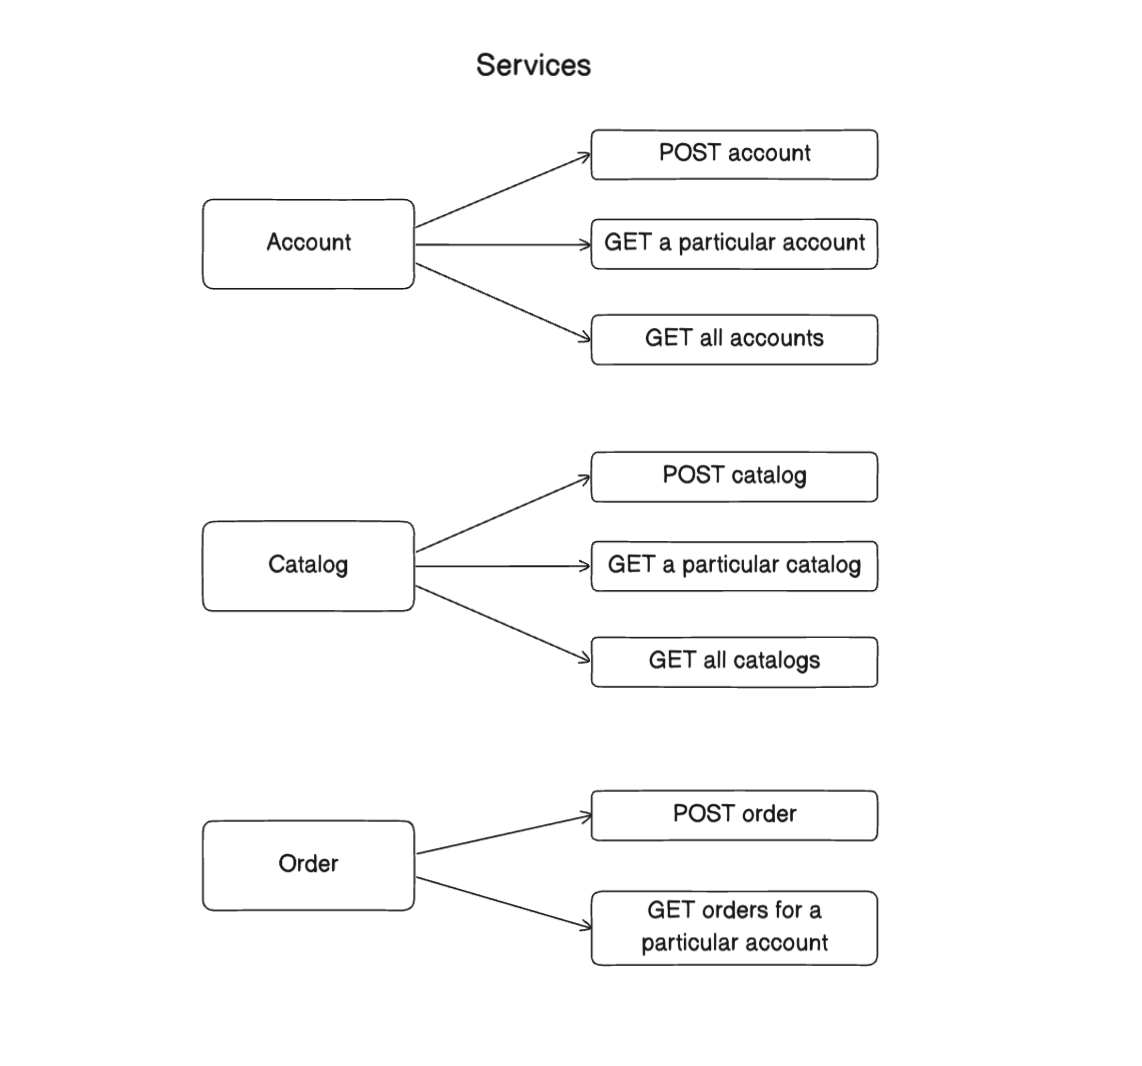 Services
Account
POST account
GET a particular account
GET all accounts
Catalog
POST catalog
GET a particular catalog
GET all catalogs
Order
POST order
GET orders for a
particular account